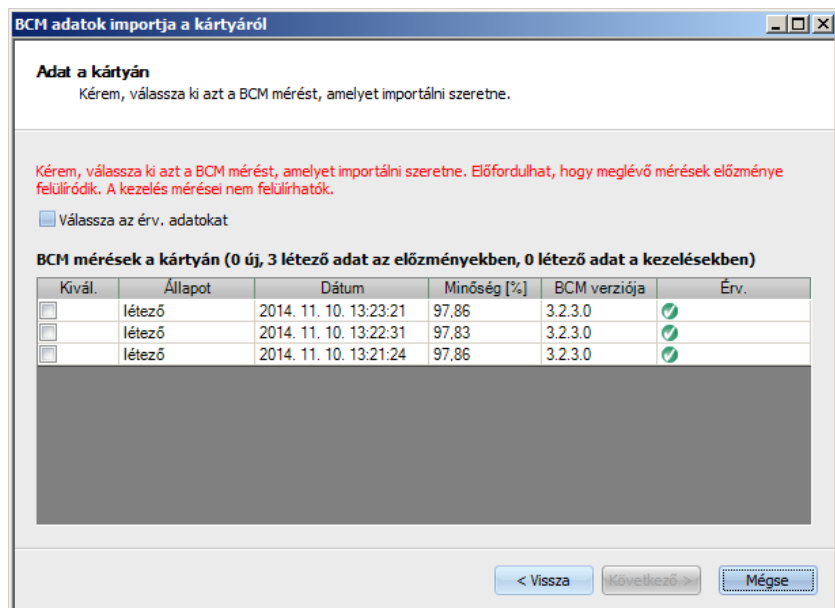 BCM adatok importja a kártyáról
Adat a kártyán
Kérem, válassza ki azt a BCM mérést, amelyet importálni szeretne.
Kérem, válassza ki azt a BCM mérést, amelyet importálni szeretne. Előfordulhat, hogy meglévő mérések előzménye
felülíródik. A kezelés mérései nem felülírhatók.
Válassza az érv. adatokat
BCM mérések a kártyán (0 új, 3 létező adat az előzményekben, 0 létező adat a kezelésekben)
Kivál. Állapot Dátum Minőség [%] BCM verziója Érv.
létező 2014. 11. 10. 13:23:21 97,86 3.2.3.0
létező 2014. 11. 10. 13:22:31 97,83 3.2.3.0
létező 2014. 11. 10. 13:21:24 97,86 3.2.3.0
< Vissza Következő > Mégse